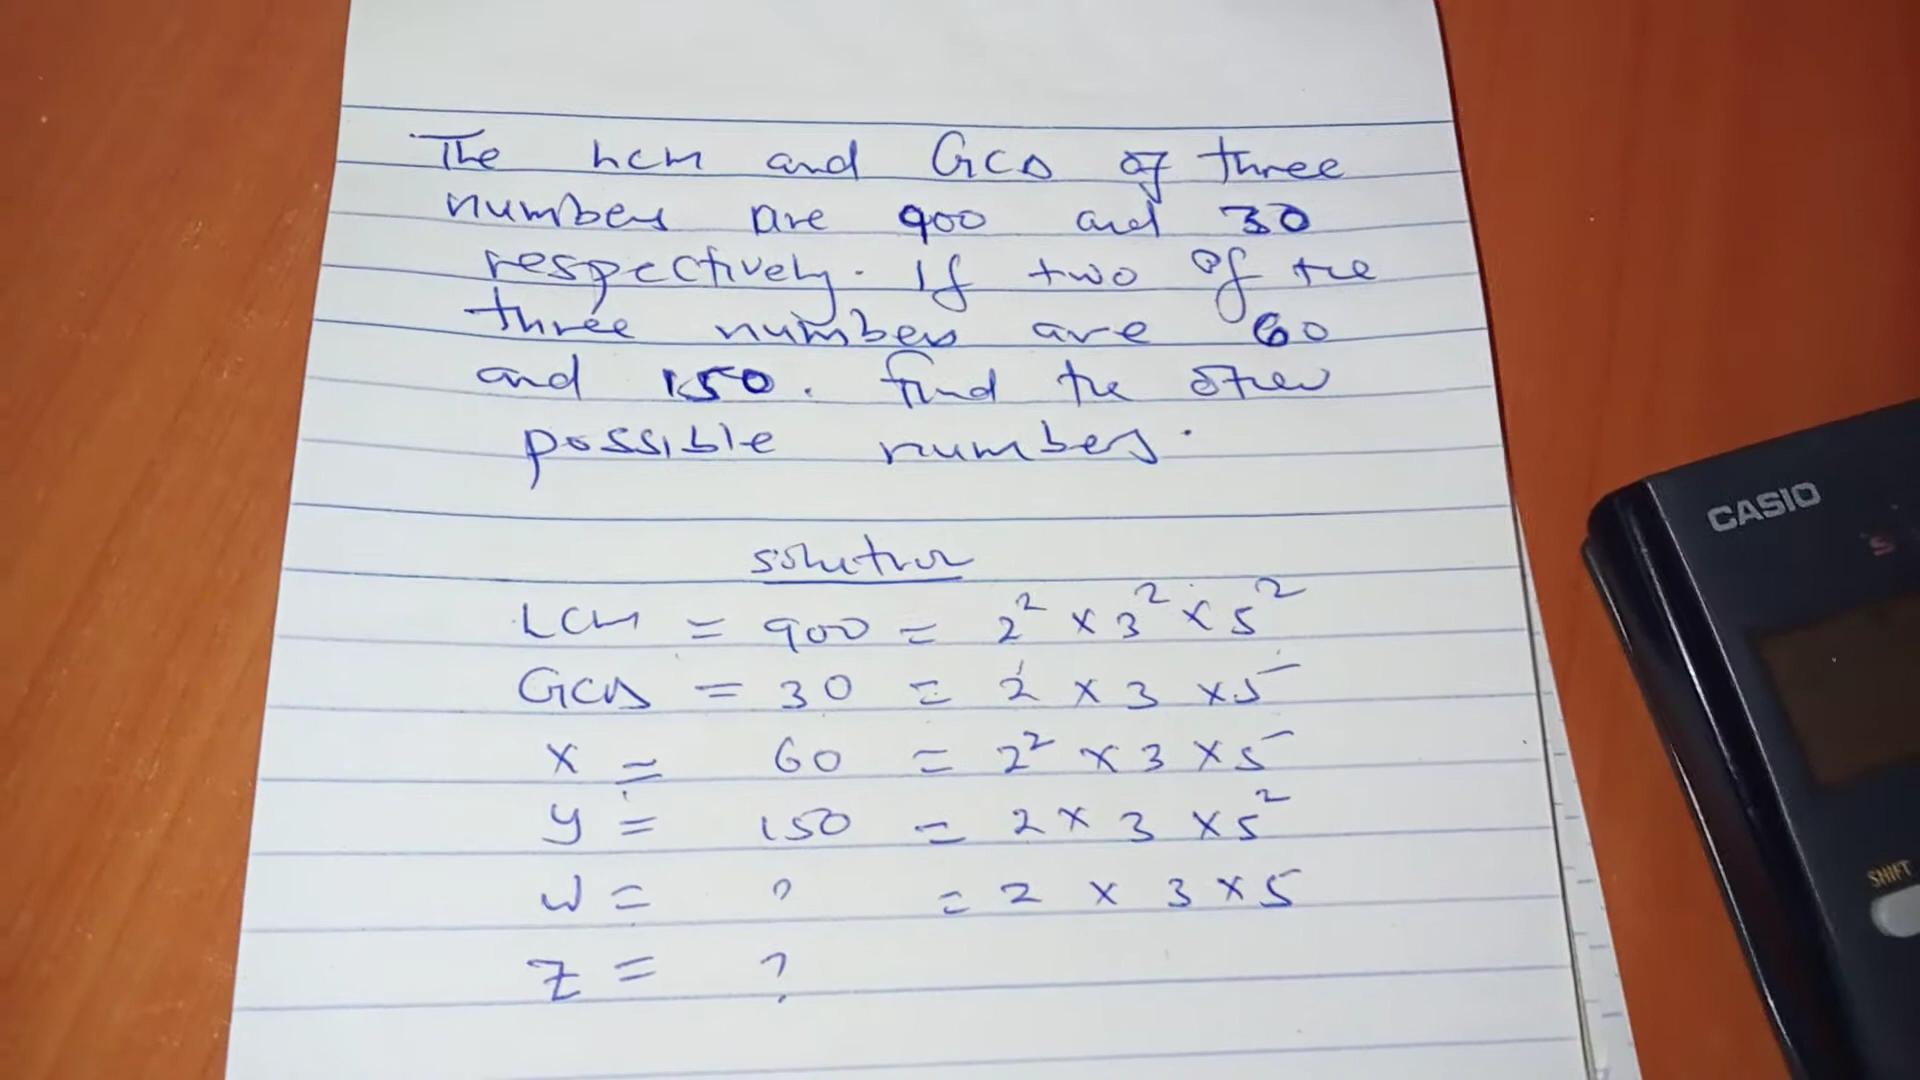 The LCM and GCD of three
numbers are 900 and 30
respectively. If two of the
three numbers are 60
and 150. find the other
possible numbers.
solution
LCM = 900 = 2² × 3² × 5²
GCD = 30 = 2 × 3 × 5
x = 60 = 2² × 3 × 5
y = 150 = 2 × 3 × 5²
W = ? = 2 × 3 × 5
Z = ?
CASIO
S
SHIFT